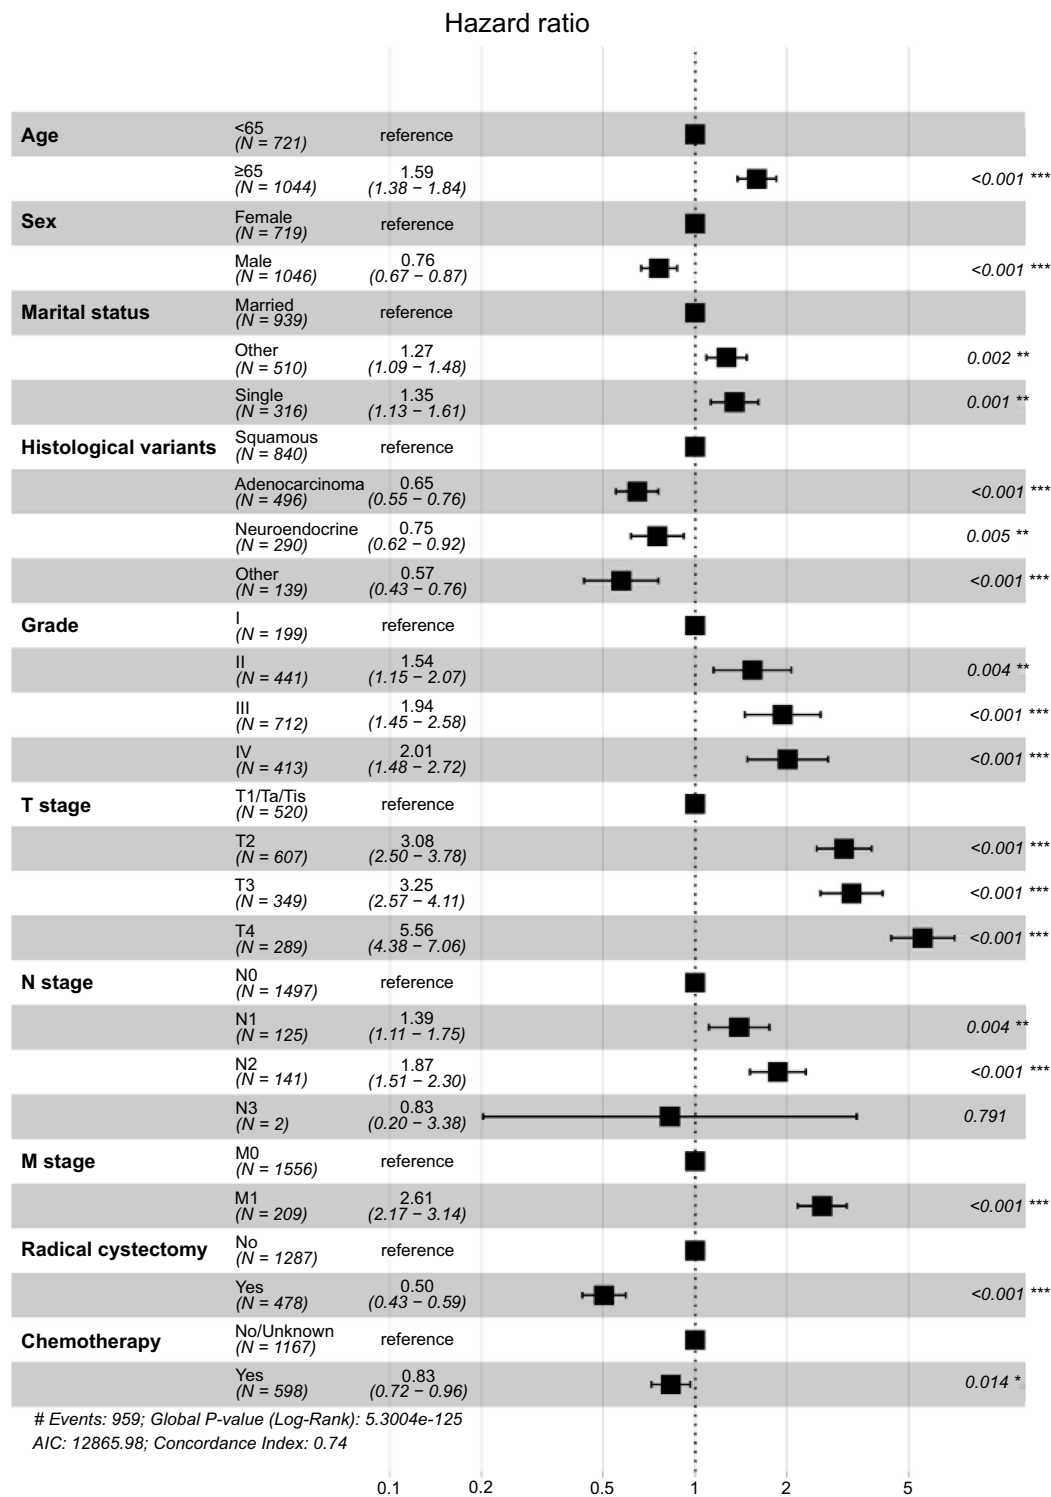 Hazard ratio
Age
<65
(N = 721)
reference
≥65
(N = 1044)
1.59
(1.38 − 1.84)
<0.001 ***
Sex
Female
(N = 719)
reference
Male
(N = 1046)
0.76
(0.67 − 0.87)
<0.001 ***
Marital status
Married
(N = 939)
reference
Other
(N = 510)
1.27
(1.09 − 1.48)
0.002 **
Single
(N = 316)
1.35
(1.13 − 1.61)
0.001 **
Histological variants
Squamous
(N = 840)
reference
Adenocarcinoma
(N = 496)
0.65
(0.55 − 0.76)
<0.001 ***
Neuroendocrine
(N = 290)
0.75
(0.62 − 0.92)
0.005 **
Other
(N = 139)
0.57
(0.43 − 0.76)
<0.001 ***
Grade
I
(N = 199)
reference
II
(N = 441)
1.54
(1.15 − 2.07)
0.004 **
III
(N = 712)
1.94
(1.45 − 2.58)
<0.001 ***
IV
(N = 413)
2.01
(1.48 − 2.72)
<0.001 ***
T stage
T1/Ta/Tis
(N = 520)
reference
T2
(N = 607)
3.08
(2.50 − 3.78)
<0.001 ***
T3
(N = 349)
3.25
(2.57 − 4.11)
<0.001 ***
T4
(N = 289)
5.56
(4.38 − 7.06)
<0.001 ***
N stage
N0
(N = 1497)
reference
N1
(N = 125)
1.39
(1.11 − 1.75)
0.004 **
N2
(N = 141)
1.87
(1.51 − 2.30)
<0.001 ***
N3
(N = 2)
0.83
(0.20 − 3.38)
0.791
M stage
M0
(N = 1556)
reference
M1
(N = 209)
2.61
(2.17 − 3.14)
<0.001 ***
Radical cystectomy
No
(N = 1287)
reference
Yes
(N = 478)
0.50
(0.43 − 0.59)
<0.001 ***
Chemotherapy
No/Unknown
(N = 1167)
reference
Yes
(N = 598)
0.83
(0.72 − 0.96)
0.014 *
# Events: 959; Global P-value (Log-Rank): 5.3004e-125
AIC: 12865.98; Concordance Index: 0.74
0.1 0.2 0.5 1 2 5